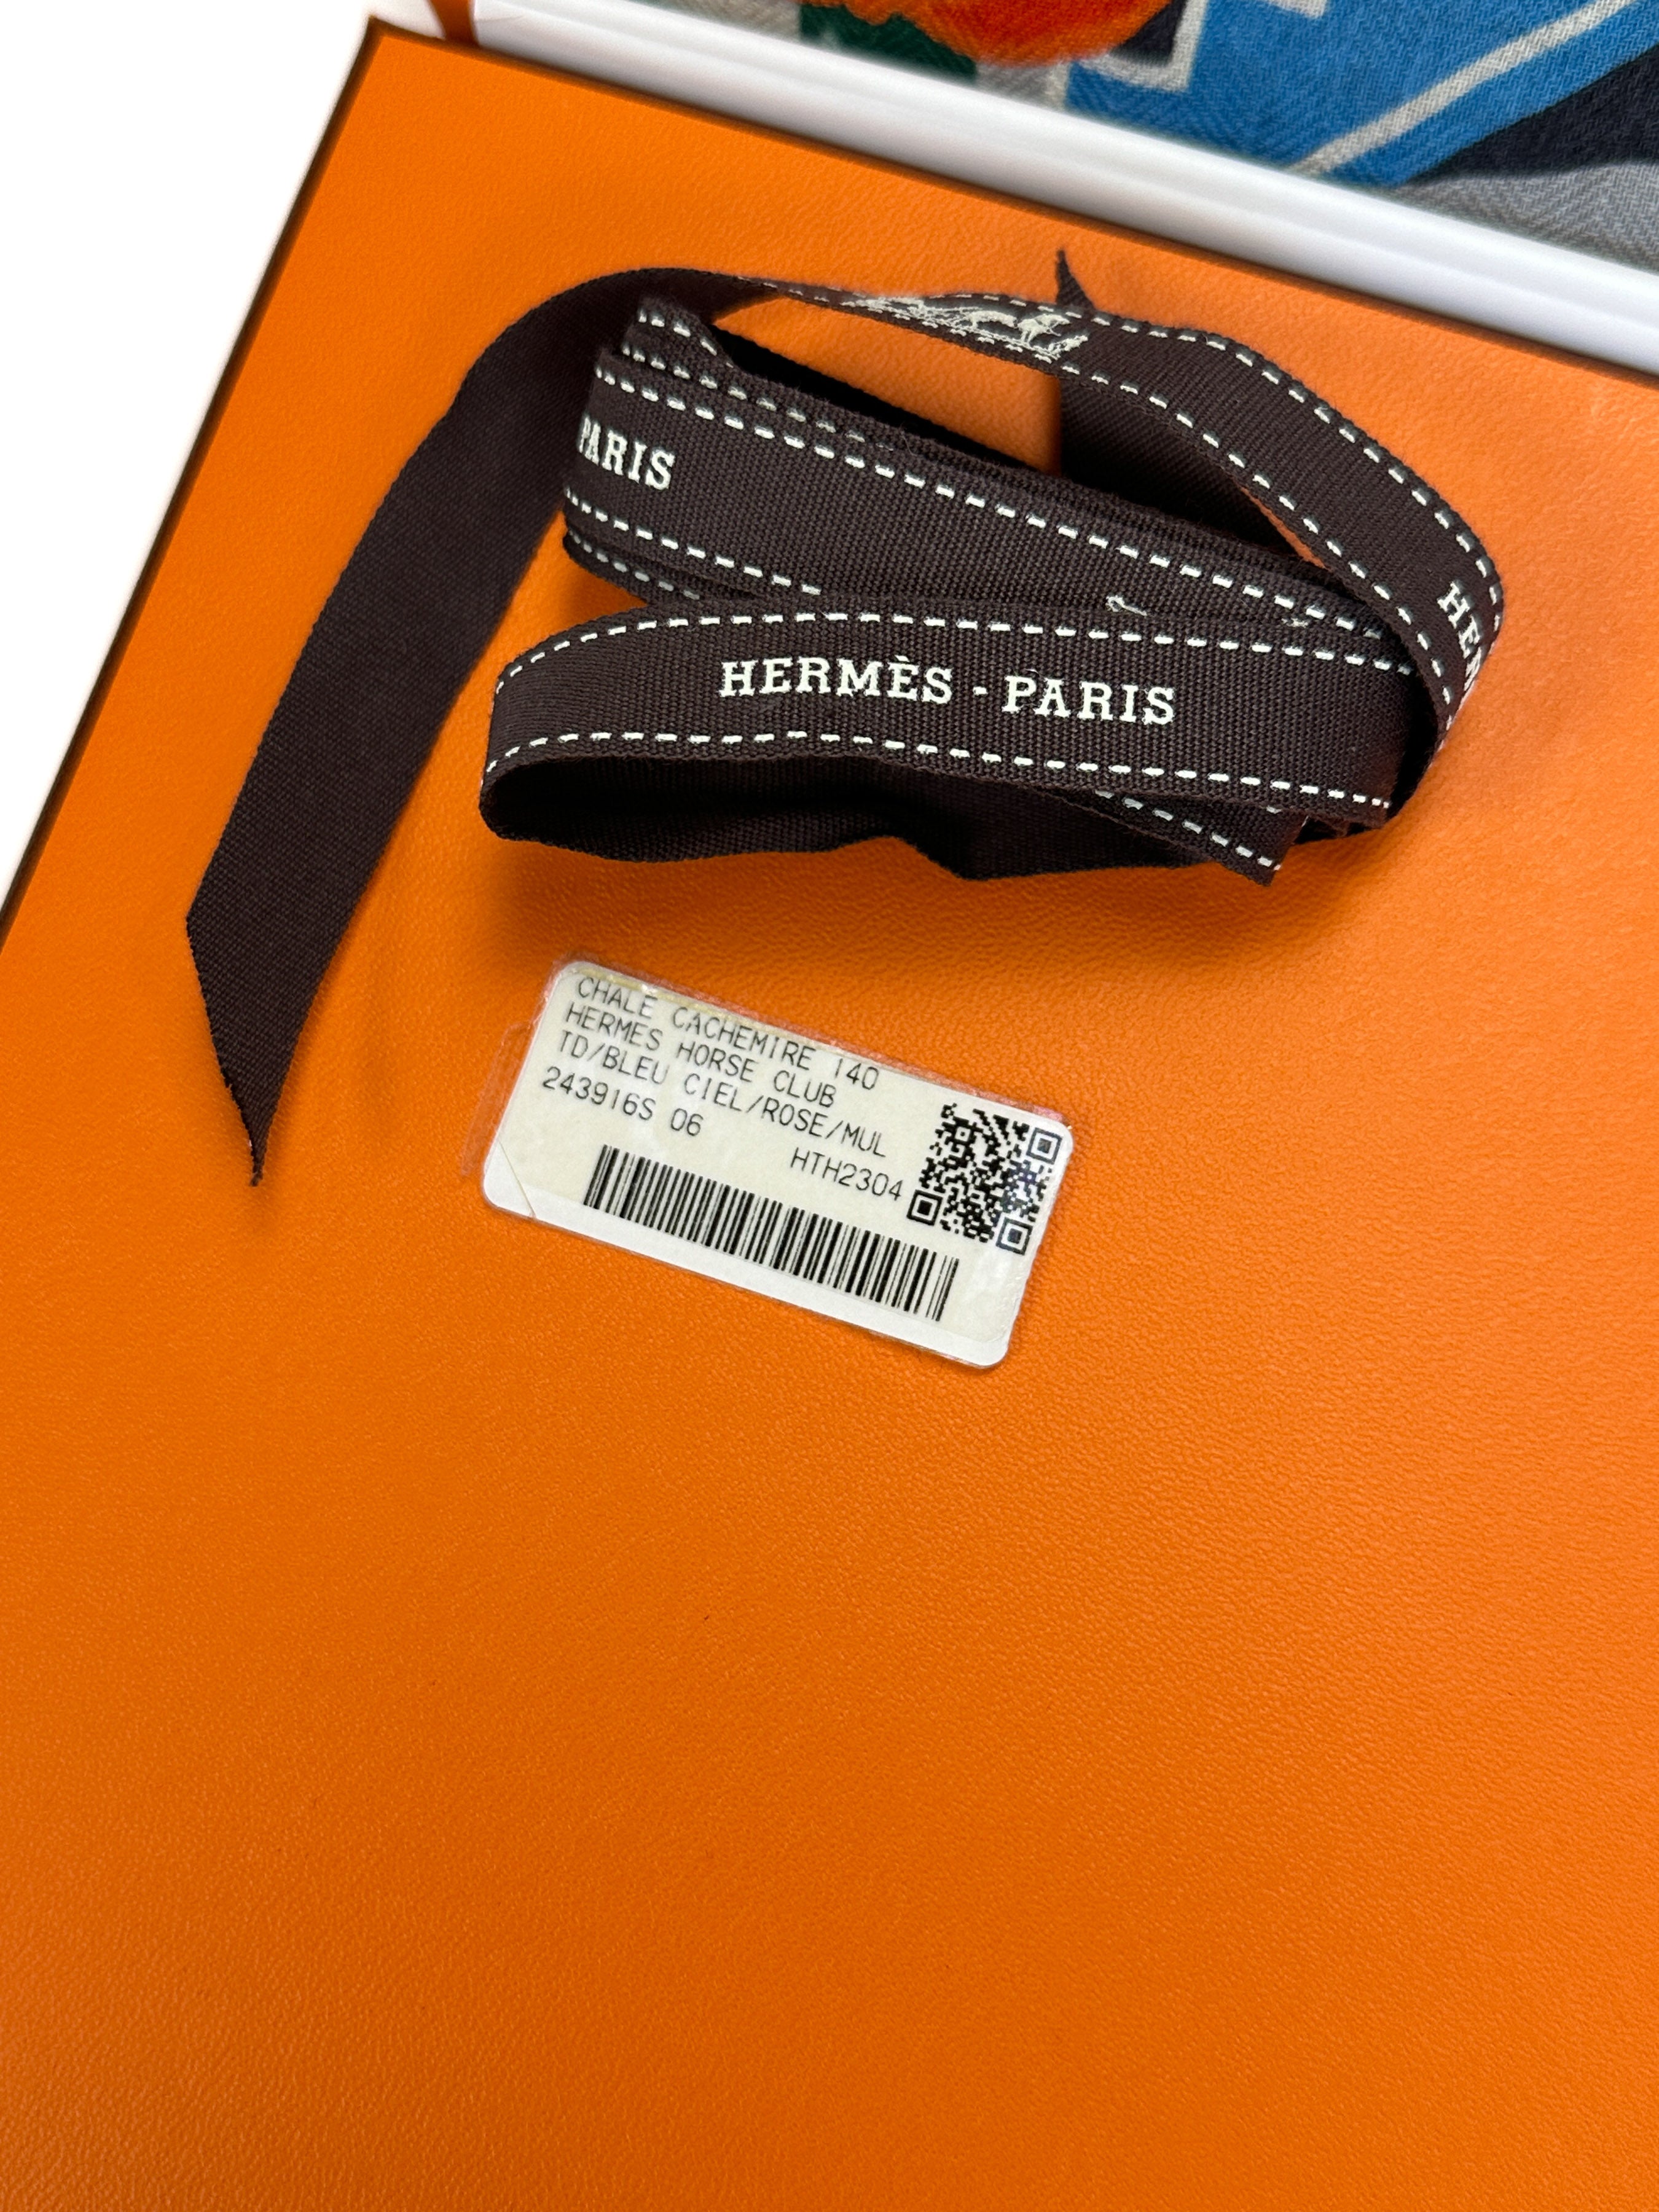 HERMÈS
PARIS
HERMÈS - PARIS
CHALE CACHEMIRE 140
HERMES HORSE CLUB
TD/BLEU CIEL/ROSE/MUL
243916S 06
HTH2304